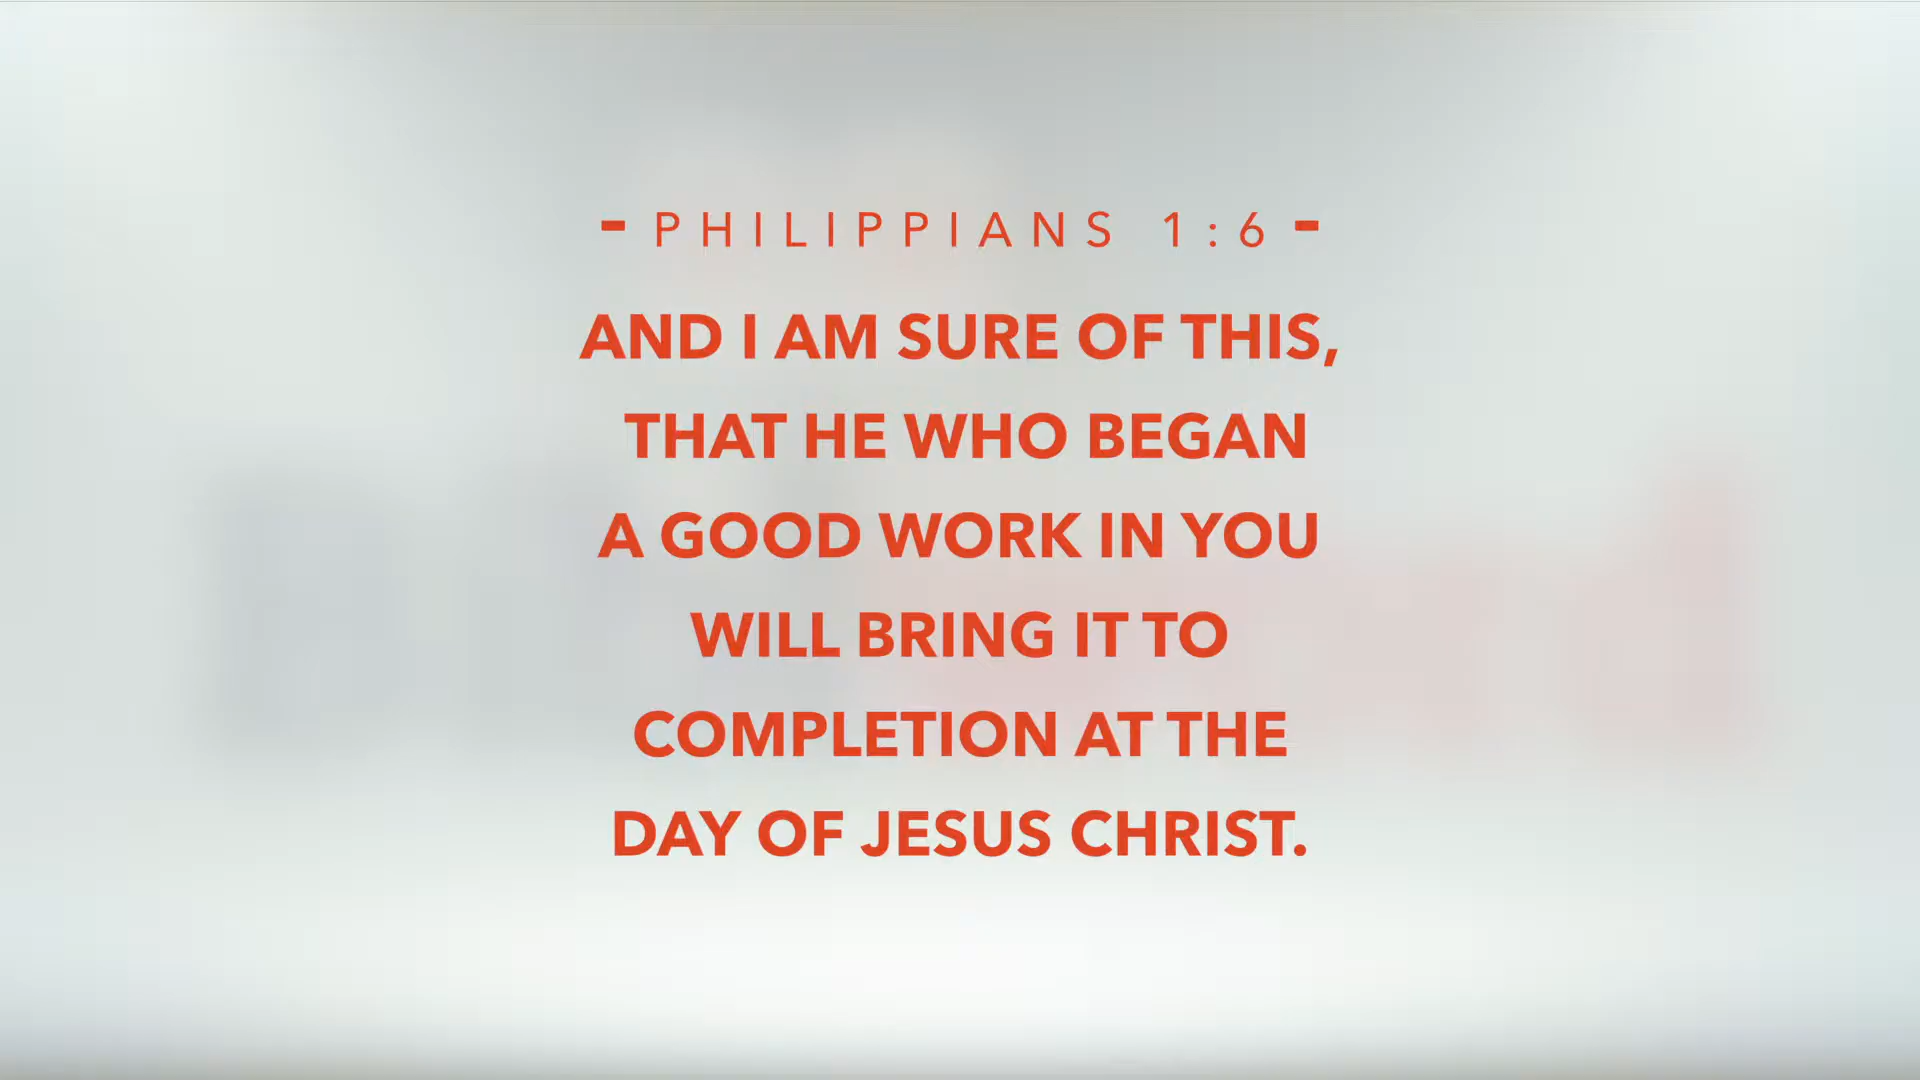 - PHILIPPIANS 1:6 -
AND I AM SURE OF THIS,
THAT HE WHO BEGAN
A GOOD WORK IN YOU
WILL BRING IT TO
COMPLETION AT THE
DAY OF JESUS CHRIST.